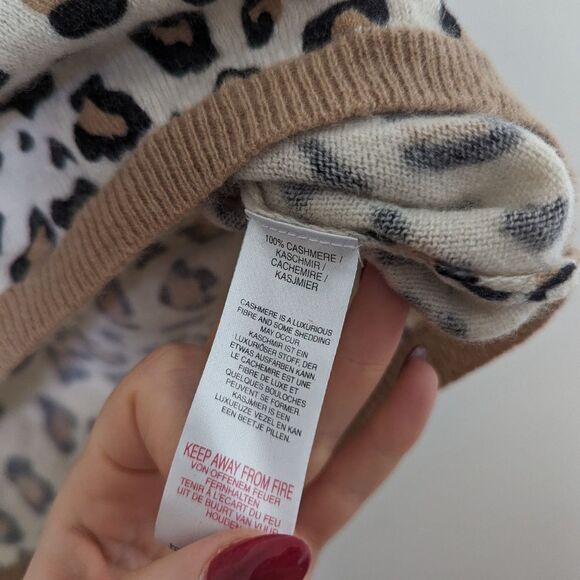 100% CASHMERE /
KASCHMIR /
CACHEMIRE /
KASJMIER
CASHMERE IS A LUXURIOUS
FIBRE AND SOME SHEDDING
MAY OCCUR
KASCHMIR IST EIN
LUXURIÖSER STOFF, DER
ETWAS AUSFÄRBEN KANN.
LE CACHEMIRE EST UNE
FIBRE DE LUXE ET
QUELQUES BOULOCHES
PEUVENT SE FORMER.
KASJMIER IS EEN
LUXUEUZE VEZEL EN KAN
EEN BEETJE PILLEN.
KEEP AWAY FROM FIRE
VON OFFENEM FEUER
FERNHALTEN
TENIR À L'ÉCART DU FEU
UIT DE BUURT VAN VUUR
HOUDEN